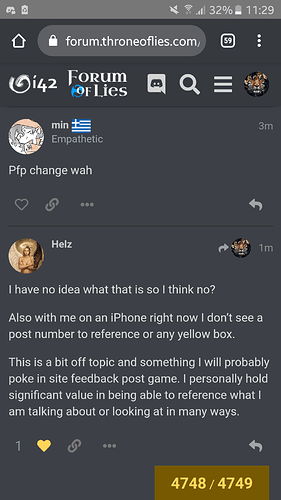 32% 11:29
forum.throneoflies.com/
59
i42 Forum
of Lies
min 3m
Empathetic
Pfp change wah
Helz 1m
I have no idea what that is so I think no?
Also with me on an iPhone right now I don't see a
post number to reference or any yellow box.
This is a bit off topic and something I will probably
poke in site feedback post game. I personally hold
significant value in being able to reference what I
am talking about or looking at in many ways.
1
4748 / 4749